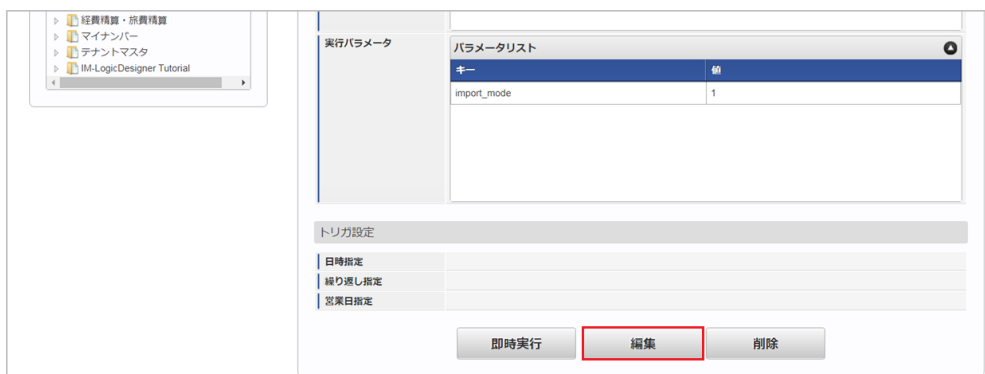 経費精算・旅費精算
マイナンバー
テナントマスタ
IM-LogicDesigner Tutorial
実行パラメータ
パラメータリスト
キー 値
import_mode 1
トリガ設定
日時指定
繰り返し指定
営業日指定
即時実行 編集 削除